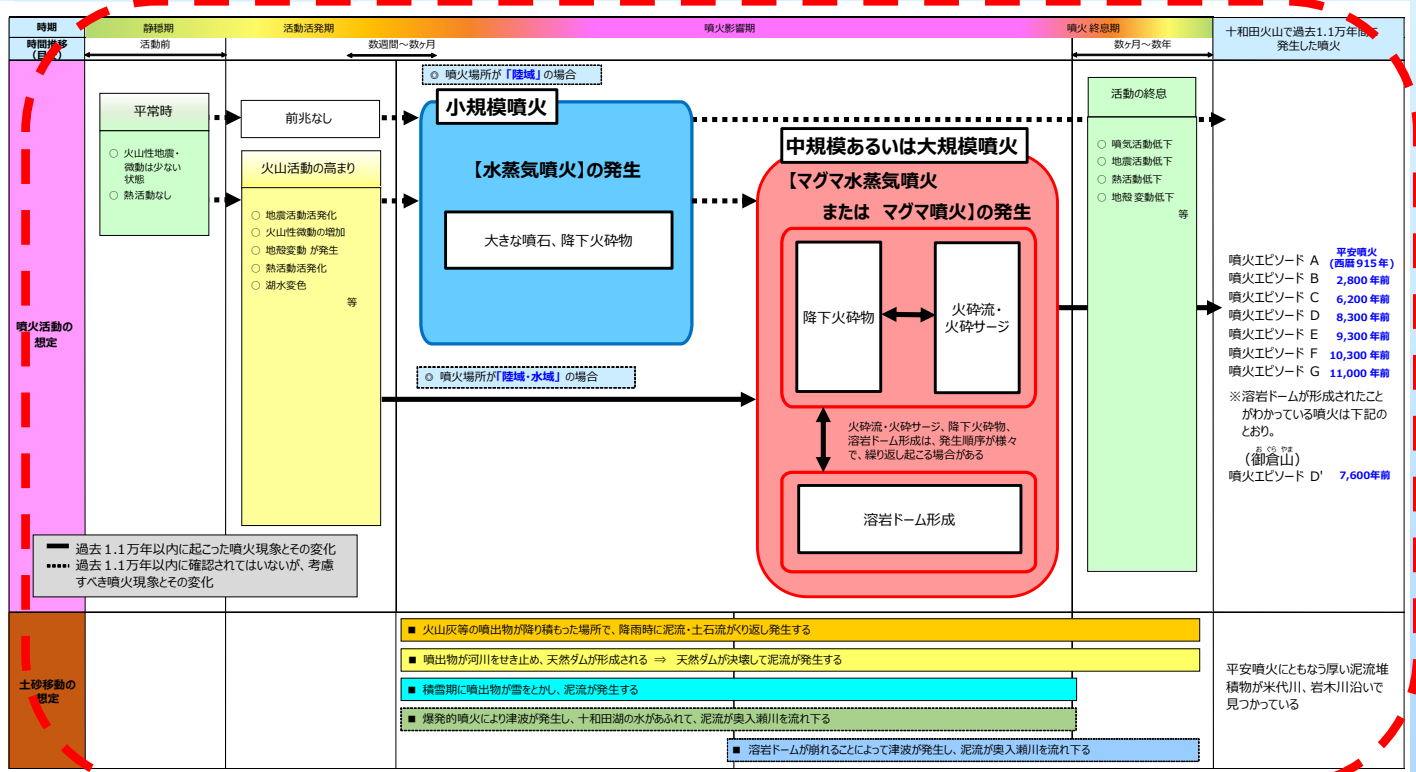 時期
静穏期
活動活発期
噴火影響期
噴火終息期
十和田火山で過去1.1万年間に
発生した噴火
時間推移
(目安)
活動前
数週間～数ヶ月
数ヶ月～数年
噴火活動の
想定
平常時
○ 火山性地震・
微動は少ない
状態
○ 熱活動なし
前兆なし
火山活動の高まり
○ 地震活動活発化
○ 火山性微動の増加
○ 地殻変動 が発生
○ 熱活動活発化
○ 湖水変色
等
◎ 噴火場所が「陸域」の場合
小規模噴火
【水蒸気噴火】の発生
大きな噴石、降下火砕物
◎ 噴火場所が「陸域・水域」の場合
中規模あるいは大規模噴火
【マグマ水蒸気噴火
または マグマ噴火】の発生
降下火砕物
火砕流・
火砕サージ
火砕流・火砕サージ、降下火砕物、
溶岩ドーム形成は、発生順序が様々
で、繰り返し起こる場合がある
溶岩ドーム形成
活動の終息
○ 噴気活動低下
○ 地震活動低下
○ 熱活動低下
○ 地殻 変動低下
等
噴火エピソード A 平安噴火
(西暦915年)
噴火エピソード B 2,800年前
噴火エピソード C 6,200年前
噴火エピソード D 8,300年前
噴火エピソード E 9,300年前
噴火エピソード F 10,300年前
噴火エピソード G 11,000年前
※溶岩ドームが形成されたこと
がわかっている噴火は下記の
とおり。
おぐらやま
(御倉山)
噴火エピソード D' 7,600年前
過去1.1万年以内に起こった噴火現象とその変化
過去1.1万年以内に確認されてはいないが、考慮
すべき噴火現象とその変化
土砂移動の
想定
■ 火山灰等の噴出物が降り積もった場所で、降雨時に泥流・土石流がくり返し発生する
■ 噴出物が河川をせき止め、天然ダムが形成される ⇒ 天然ダムが決壊して泥流が発生する
■ 積雪期に噴出物が雪をとかし、泥流が発生する
■ 爆発的噴火により津波が発生し、十和田湖の水があふれて、泥流が奥入瀬川を流れ下る
■ 溶岩ドームが崩れることによって津波が発生し、泥流が奥入瀬川を流れ下る
平安噴火にともなう厚い泥流堆
積物が米代川、岩木川沿いで
見つかっている